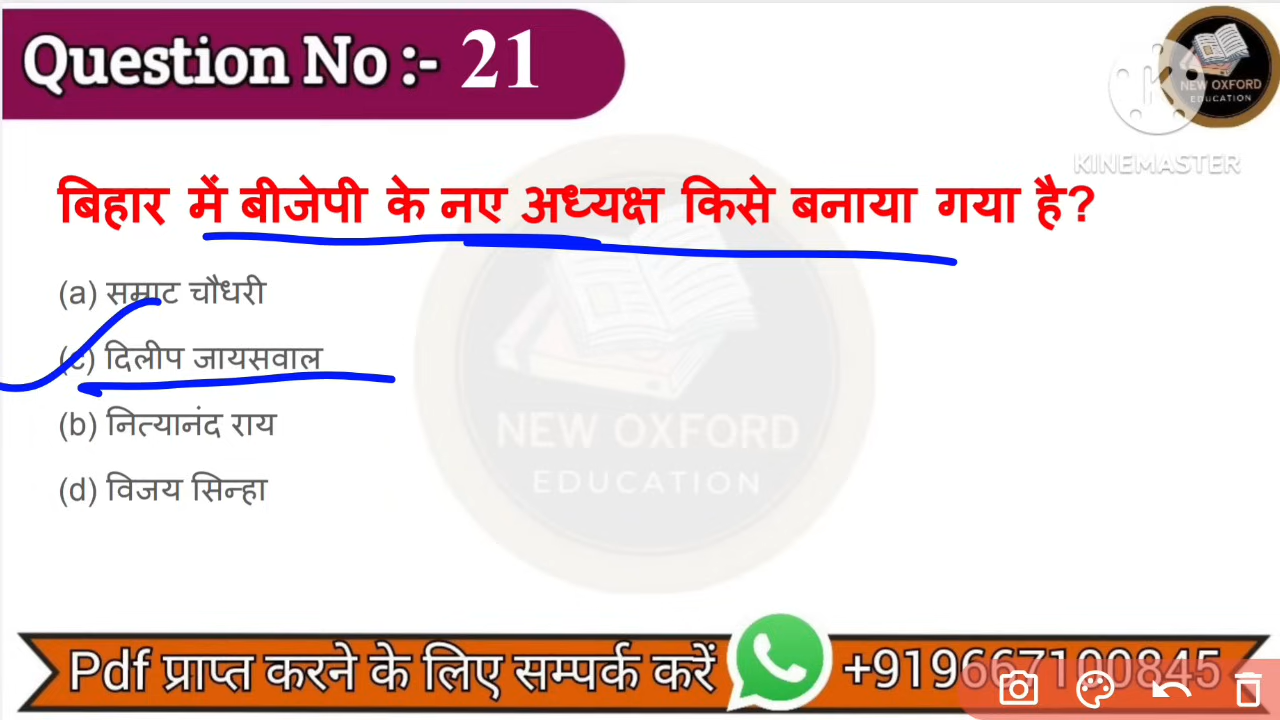 Question No :- 21
NEW OXFORD
EDUCATION
KINEMASTER
बिहार में बीजेपी के नए अध्यक्ष किसे बनाया गया है?
(a) सम्राट चौधरी
(c) दिलीप जायसवाल
(b) नित्यानंद राय
(d) विजय सिन्हा
NEW OXFORD
EDUCATION
Pdf प्राप्त करने के लिए सम्पर्क करें +919667100845